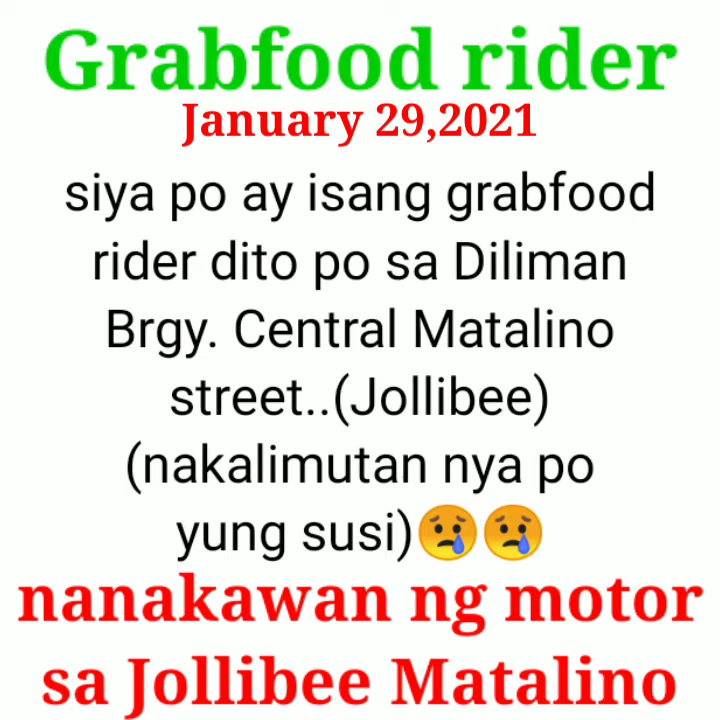 Grabfood rider
January 29,2021
siya po ay isang grabfood
rider dito po sa Diliman
Brgy. Central Matalino
street..(Jollibee)
(nakalimutan nya po
yung susi)😢😢
nanakawan ng motor
sa Jollibee Matalino